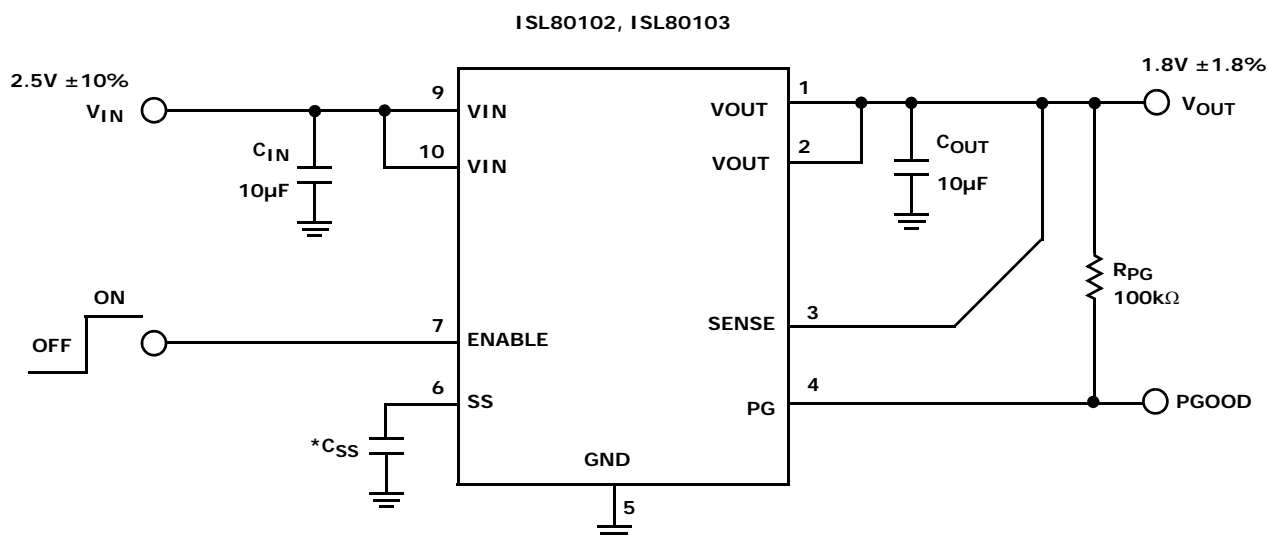 ISL80102, ISL80103
2.5V ±10%
1.8V ±1.8%
VIN
9
VIN
VOUT
1
VOUT
CIN
10µF
10
VIN
VOUT
2
COUT
10µF
RPG
100kΩ
ON
OFF
7
ENABLE
SENSE
3
6
SS
PG
4
PGOOD
*CSS
GND
5